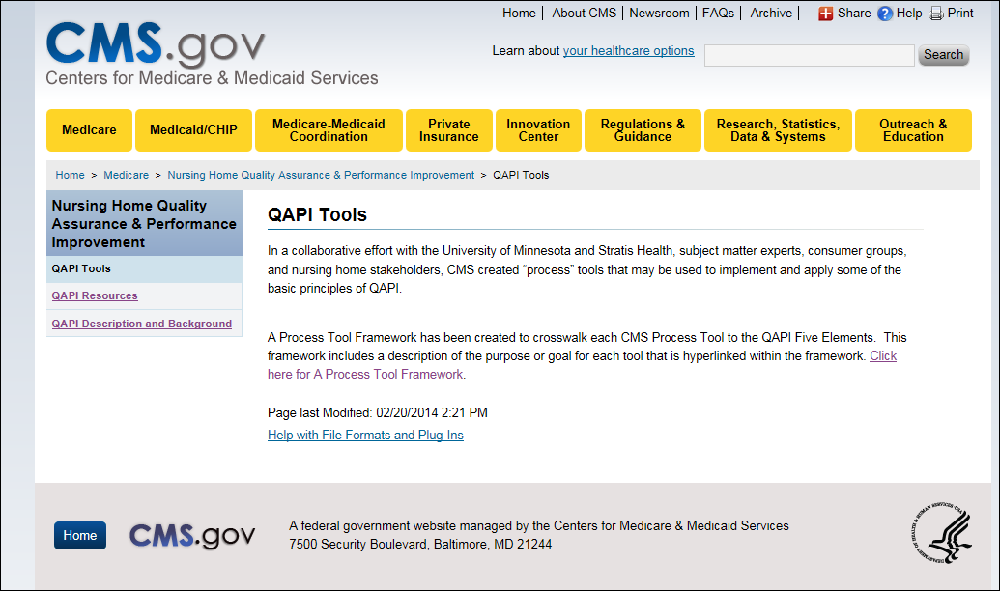 Home | About CMS | Newsroom | FAQs | Archive | Share Help Print
CMS.gov
Centers for Medicare & Medicaid Services
Learn about your healthcare options
Search
Medicare
Medicaid/CHIP
Medicare-Medicaid
Coordination
Private
Insurance
Innovation
Center
Regulations &
Guidance
Research, Statistics,
Data & Systems
Outreach &
Education
Home > Medicare > Nursing Home Quality Assurance & Performance Improvement > QAPI Tools
Nursing Home Quality
Assurance & Performance
Improvement
QAPI Tools
QAPI Resources
QAPI Description and Background
QAPI Tools
In a collaborative effort with the University of Minnesota and Stratis Health, subject matter experts, consumer groups,
and nursing home stakeholders, CMS created “process” tools that may be used to implement and apply some of the
basic principles of QAPI.
A Process Tool Framework has been created to crosswalk each CMS Process Tool to the QAPI Five Elements.  This
framework includes a description of the purpose or goal for each tool that is hyperlinked within the framework. Click
here for A Process Tool Framework.
Page last Modified: 02/20/2014 2:21 PM
Help with File Formats and Plug-Ins
Home
CMS.gov
A federal government website managed by the Centers for Medicare & Medicaid Services
7500 Security Boulevard, Baltimore, MD 21244
DEPARTMENT OF HEALTH & HUMAN SERVICES · USA